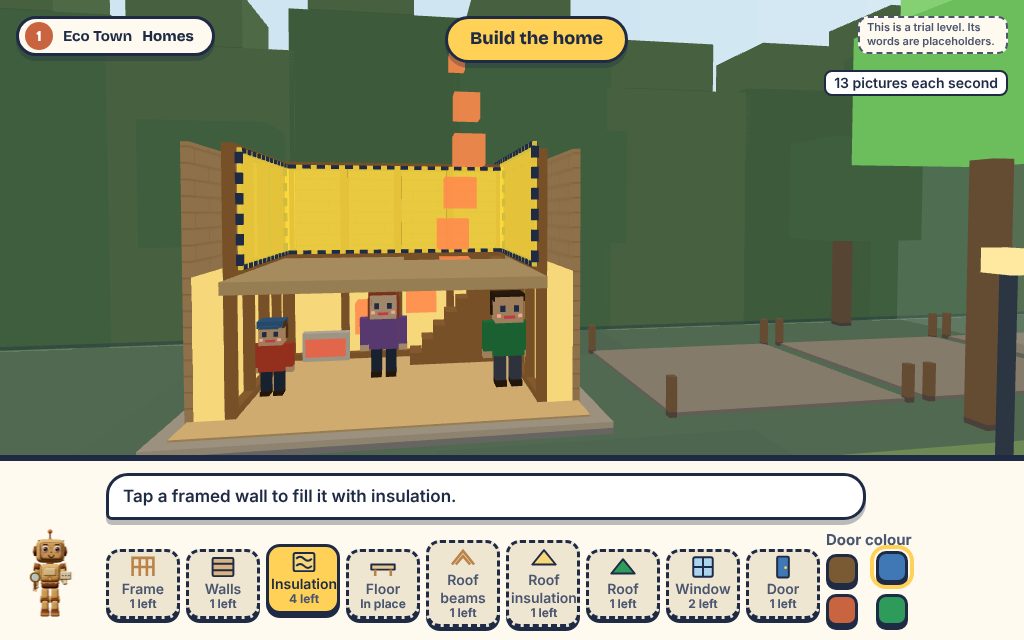 1 Eco Town Homes
Build the home
This is a trial level. Its
words are placeholders.
13 pictures each second
Tap a framed wall to fill it with insulation.
Frame
1 left
Walls
1 left
Insulation
4 left
Floor
In place
Roof
beams
1 left
Roof
insulation
1 left
Roof
1 left
Window
2 left
Door
1 left
Door colour